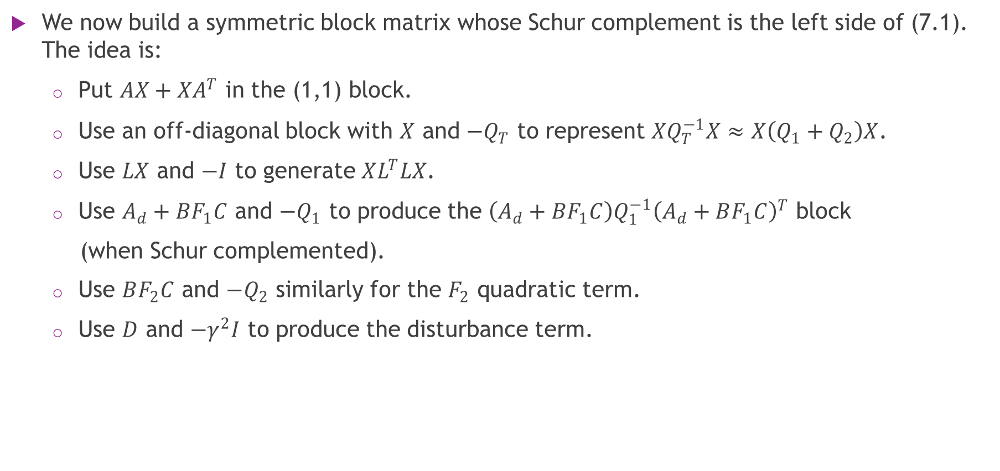 ▶ We now build a symmetric block matrix whose Schur complement is the left side of (7.1).
The idea is:
○ Put $AX + XA^T$ in the (1,1) block.
○ Use an off-diagonal block with $X$ and $-Q_T$ to represent $XQ_T^{-1}X \approx X(Q_1 + Q_2)X$.
○ Use $LX$ and $-I$ to generate $XL^TLX$.
○ Use $A_d + BF_1C$ and $-Q_1$ to produce the $(A_d + BF_1C)Q_1^{-1}(A_d + BF_1C)^T$ block
(when Schur complemented).
○ Use $BF_2C$ and $-Q_2$ similarly for the $F_2$ quadratic term.
○ Use $D$ and $-\gamma^2I$ to produce the disturbance term.